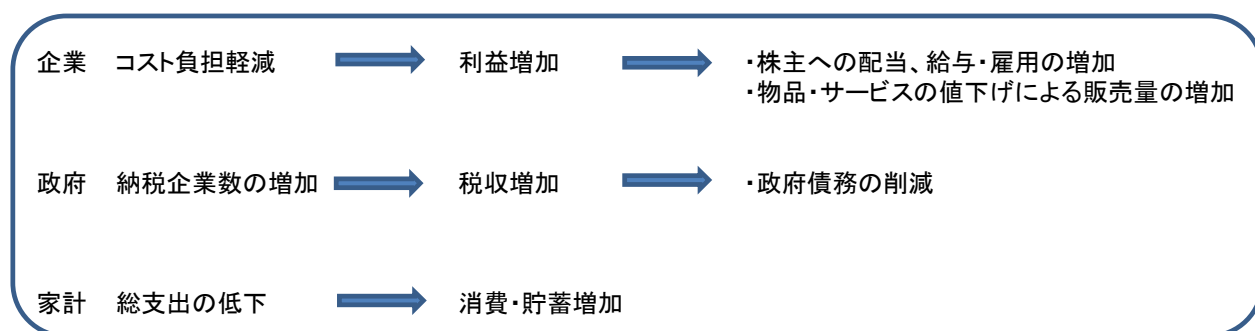 企業 コスト負担軽減 利益増加 ・株主への配当、給与・雇用の増加
・物品・サービスの値下げによる販売量の増加
政府 納税企業数の増加 税収増加 ・政府債務の削減
家計 総支出の低下 消費・貯蓄増加